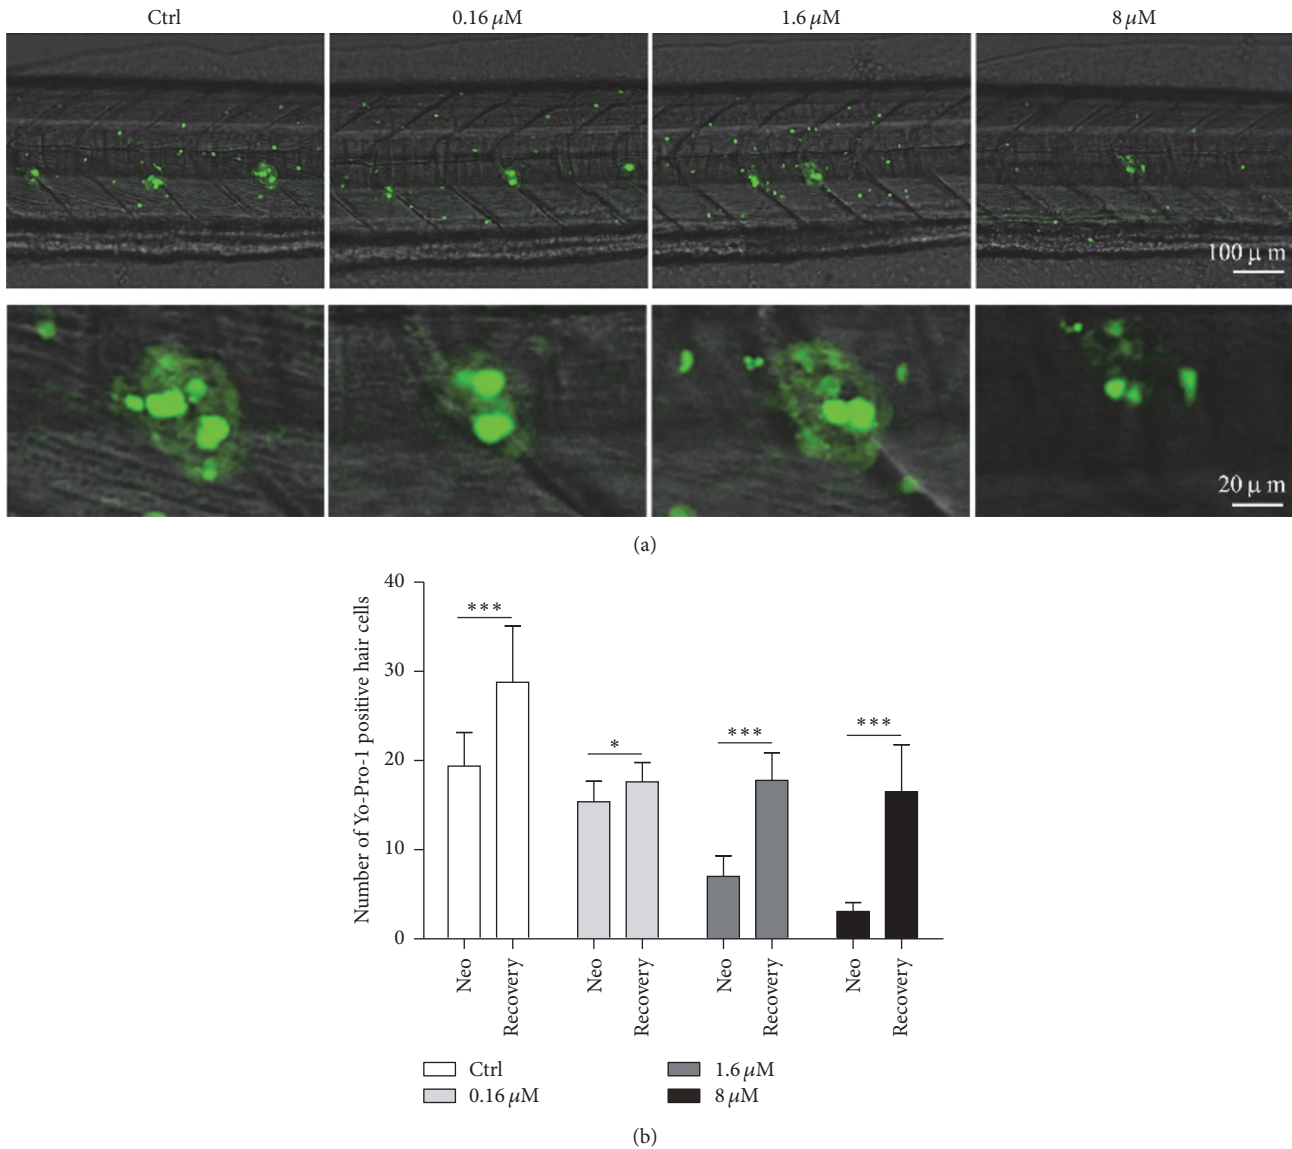 Ctrl 0.16 μM 1.6 μM 8 μM
100 μ m
20 μ m
(a)
Number of Yo-Pro-1 positive hair cells
40
30
20
10
0
***
*
***
***
Neo Recovery Neo Recovery Neo Recovery Neo Recovery
Ctrl 1.6 μM
0.16 μM 8 μM
(b)